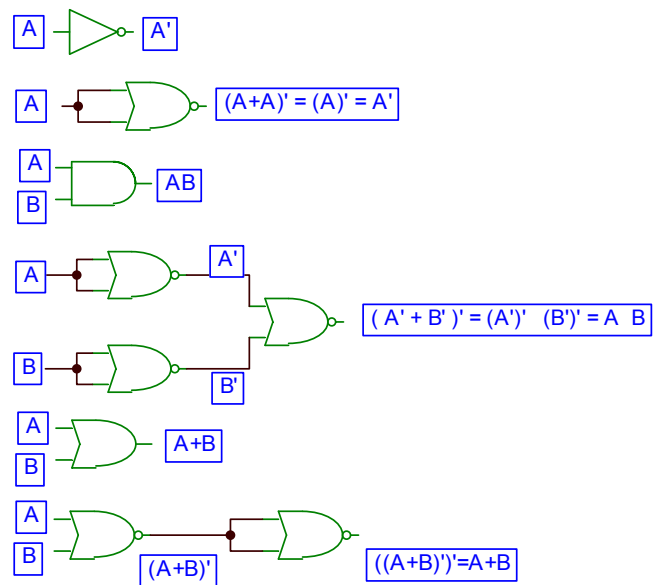 A A'
A (A+A)' = (A)' = A'
A
AB
B
A'
A
( A' + B' )' = (A')' (B')' = A B
B
B'
A
A+B
B
A
B
(A+B)' ((A+B)')'=A+B